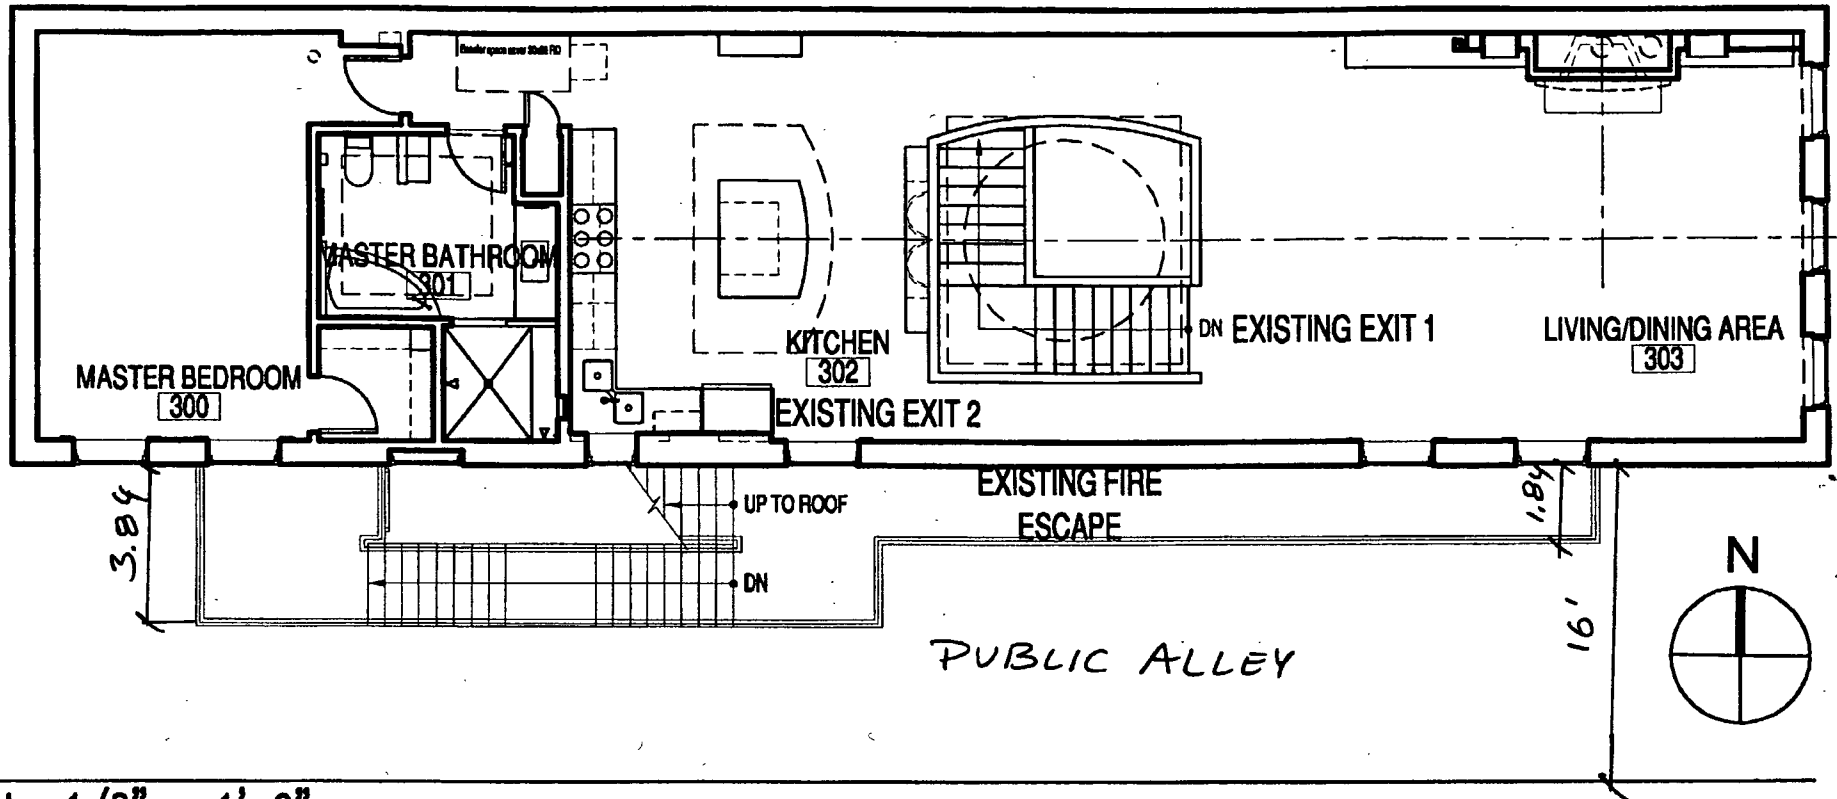 MASTER BATHROOM
301
MASTER BEDROOM
300
KITCHEN
302
EXISTING EXIT 2
DN EXISTING EXIT 1
LIVING/DINING AREA
303
EXISTING FIRE
ESCAPE
UP TO ROOF
DN
3.84
1.84
16'
N
PUBLIC ALLEY